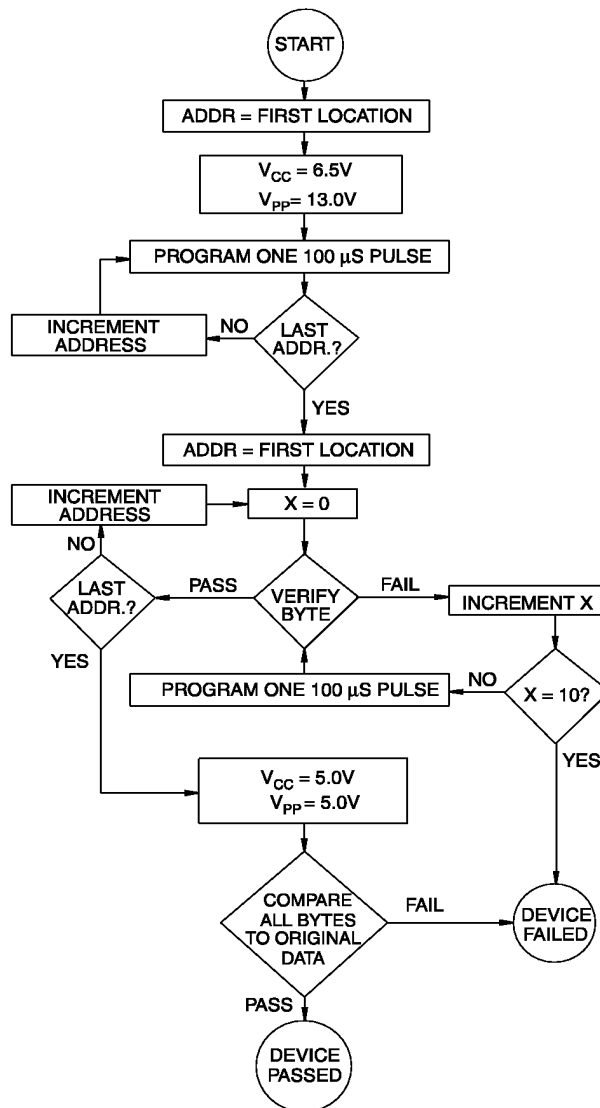 START
ADDR = FIRST LOCATION
V_CC = 6.5V
V_PP = 13.0V
PROGRAM ONE 100 µS PULSE
INCREMENT
ADDRESS
NO
LAST
ADDR.?
YES
ADDR = FIRST LOCATION
INCREMENT
ADDRESS
X = 0
NO
LAST
ADDR.?
PASS
VERIFY
BYTE
FAIL
INCREMENT X
YES
PROGRAM ONE 100 µS PULSE
NO
X = 10?
YES
V_CC = 5.0V
V_PP = 5.0V
COMPARE
ALL BYTES
TO ORIGINAL
DATA
FAIL
DEVICE
FAILED
PASS
DEVICE
PASSED